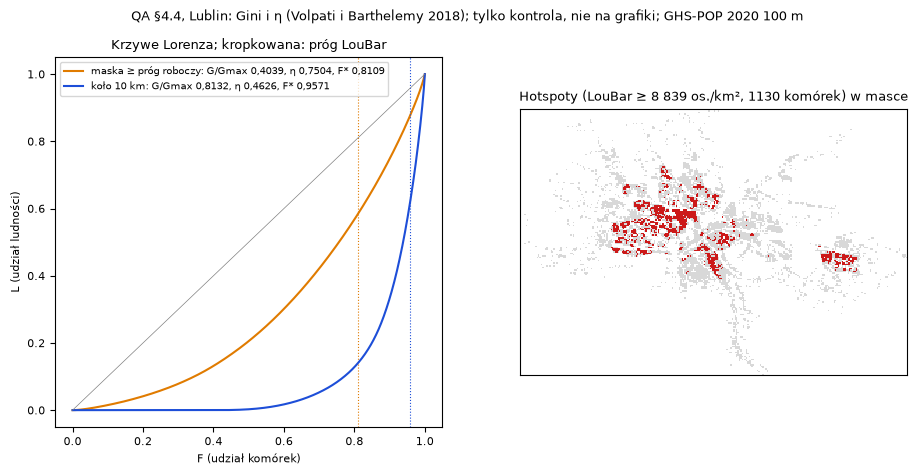 QA §4.4, Lublin: Gini i η (Volpati i Barthelemy 2018); tylko kontrola, nie na grafiki; GHS-POP 2020 100 m
Krzywe Lorenza; kropkowana: próg LouBar
maska ≥ próg roboczy: G/Gmax 0,4039, η 0,7504, F* 0,8109
koło 10 km: G/Gmax 0,8132, η 0,4626, F* 0,9571
1.0
0.8
0.6
0.4
0.2
0.0
L (udział ludności)
0.0 0.2 0.4 0.6 0.8 1.0
F (udział komórek)
Hotspoty (LouBar ≥ 8 839 os./km², 1130 komórek) w masce